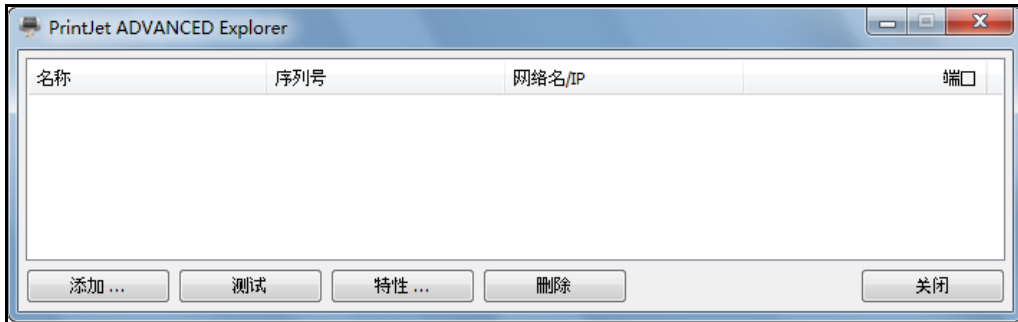 PrintJet ADVANCED Explorer
名称 序列号 网络名/IP 端口
添加 ... 测试 特性 ... 删除 关闭